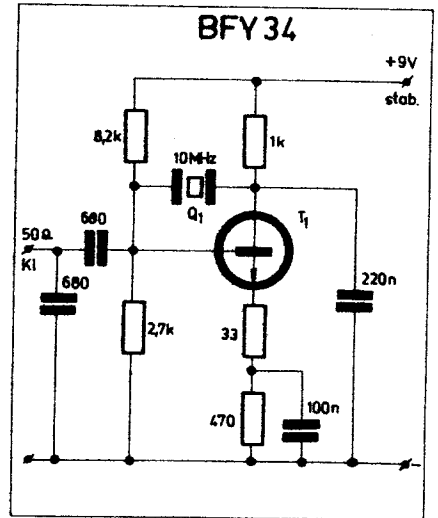 BFY 34
+9V
stab.
8,2k
1k
10MHz
Q1
T1
680
50Ω
Kl
680
2,7k
33
220n
470
100n